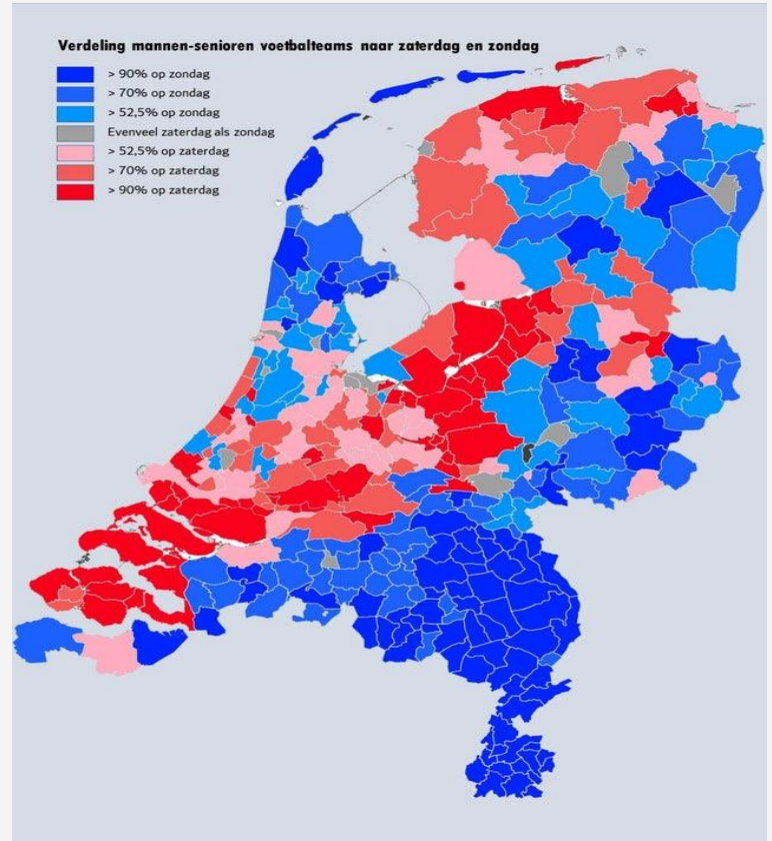 Verdeling mannen-senioren voetbalteams naar zaterdag en zondag
> 90% op zondag
> 70% op zondag
> 52,5% op zondag
Evenveel zaterdag als zondag
> 52,5% op zaterdag
> 70% op zaterdag
> 90% op zaterdag